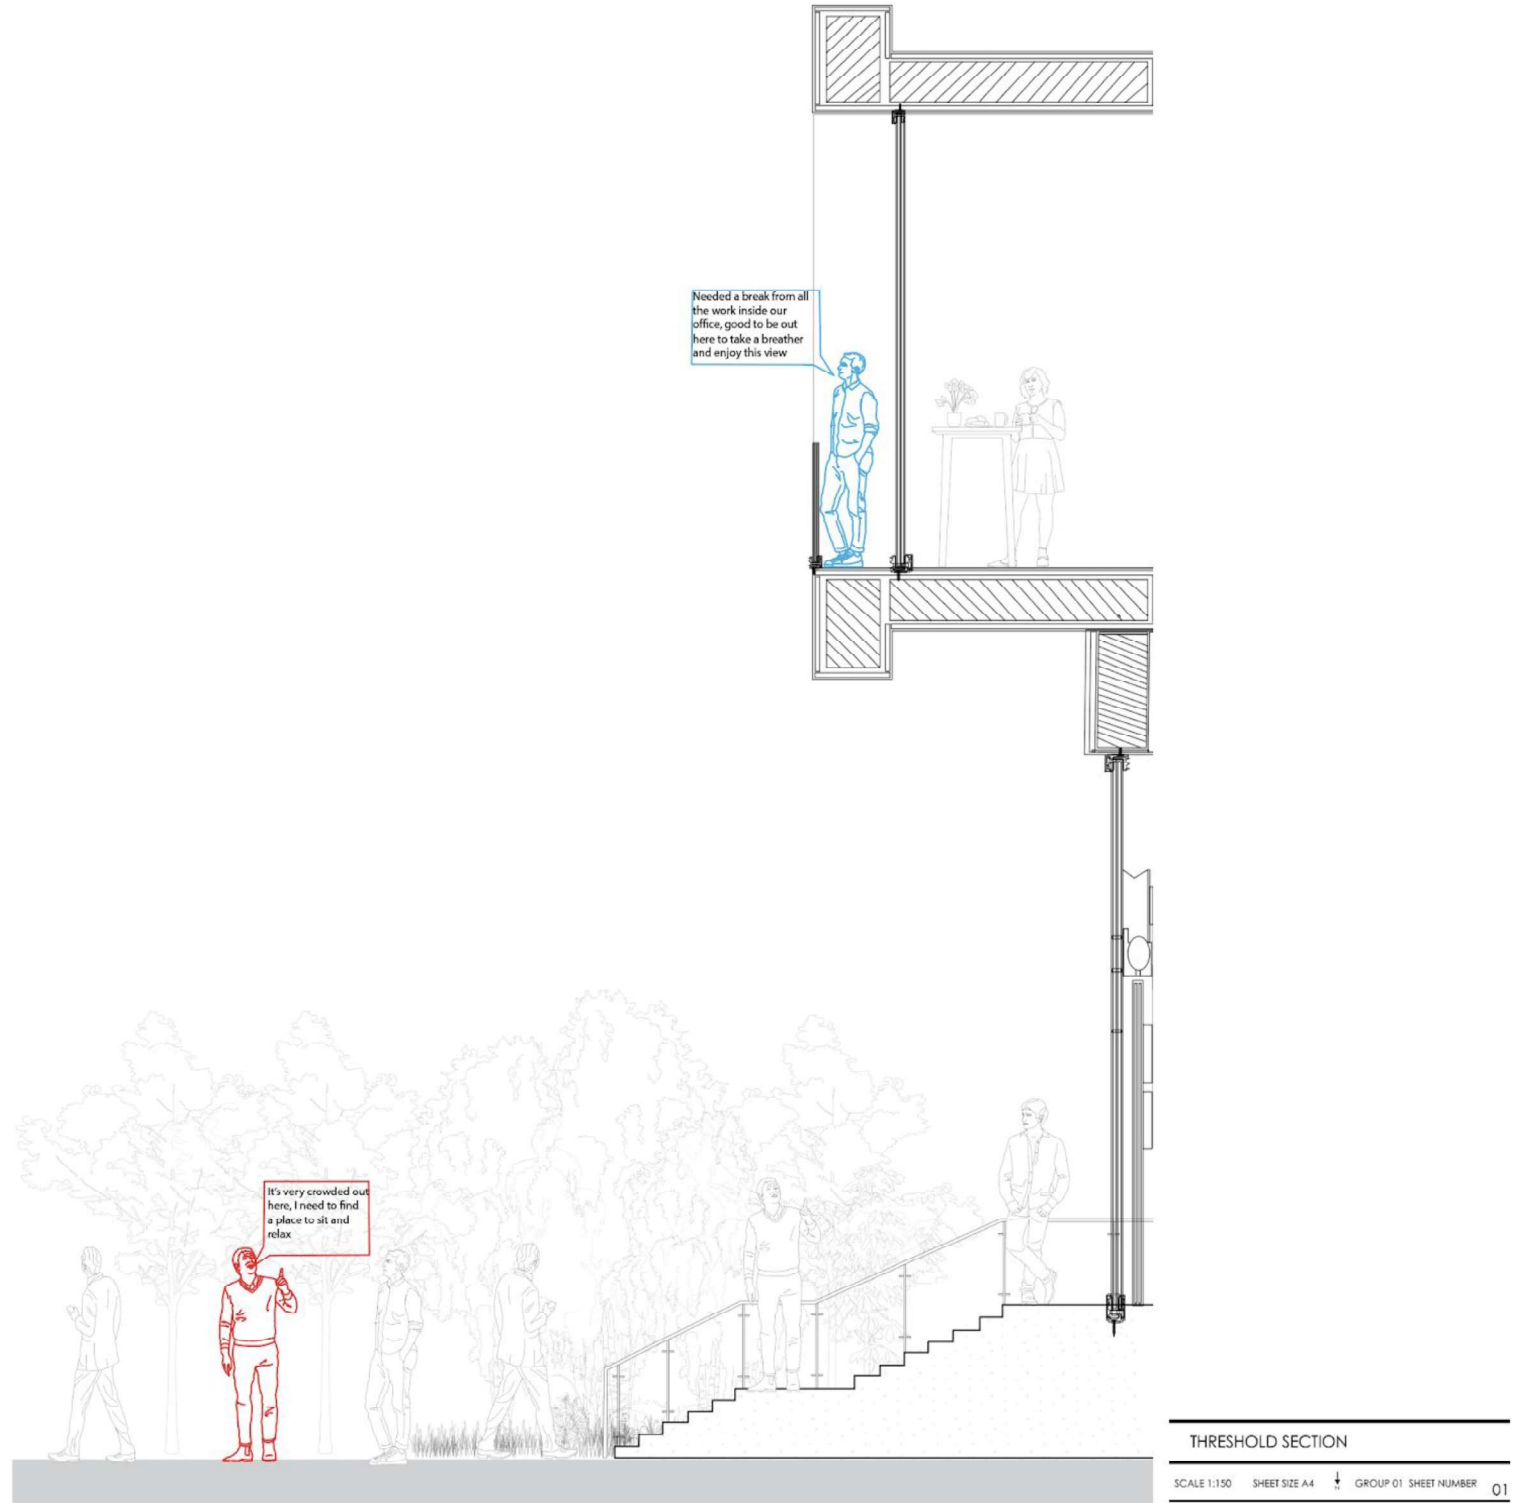 Needed a break from all
the work inside our
office, good to be out
here to take a breather
and enjoy this view
It's very crowded out
here, I need to find
a place to sit and
relax
THRESHOLD SECTION
SCALE 1:150 SHEET SIZE A4 N GROUP 01 SHEET NUMBER 01